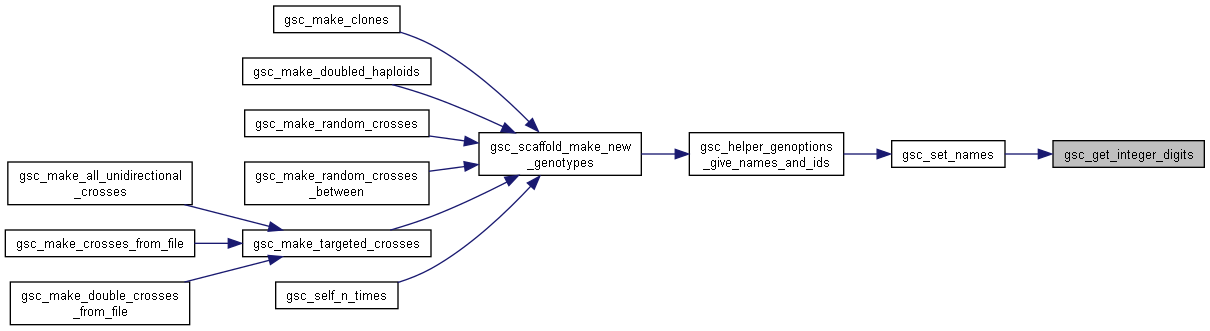 gsc_make_clones
gsc_make_doubled_haploids
gsc_make_random_crosses
gsc_make_random_crosses
_between
gsc_make_all_unidirectional
_crosses
gsc_make_crosses_from_file
gsc_make_double_crosses
_from_file
gsc_make_targeted_crosses
gsc_self_n_times
gsc_scaffold_make_new
_genotypes
gsc_helper_genoptions
_give_names_and_ids
gsc_set_names
gsc_get_integer_digits